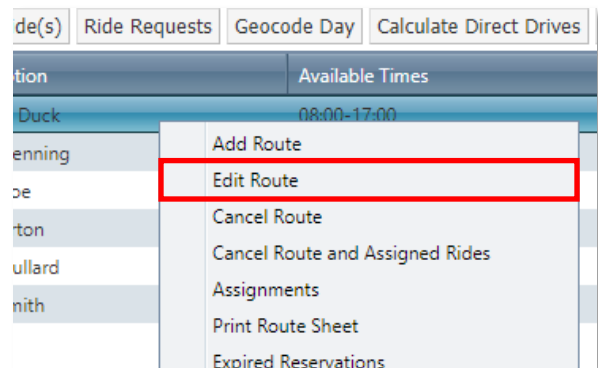 de(s) Ride Requests Geocode Day Calculate Direct Drives
tion Available Times
Duck 08:00-17:00
enning
oe
rton
ullard
mith
Add Route
Edit Route
Cancel Route
Cancel Route and Assigned Rides
Assignments
Print Route Sheet
Expired Reservations